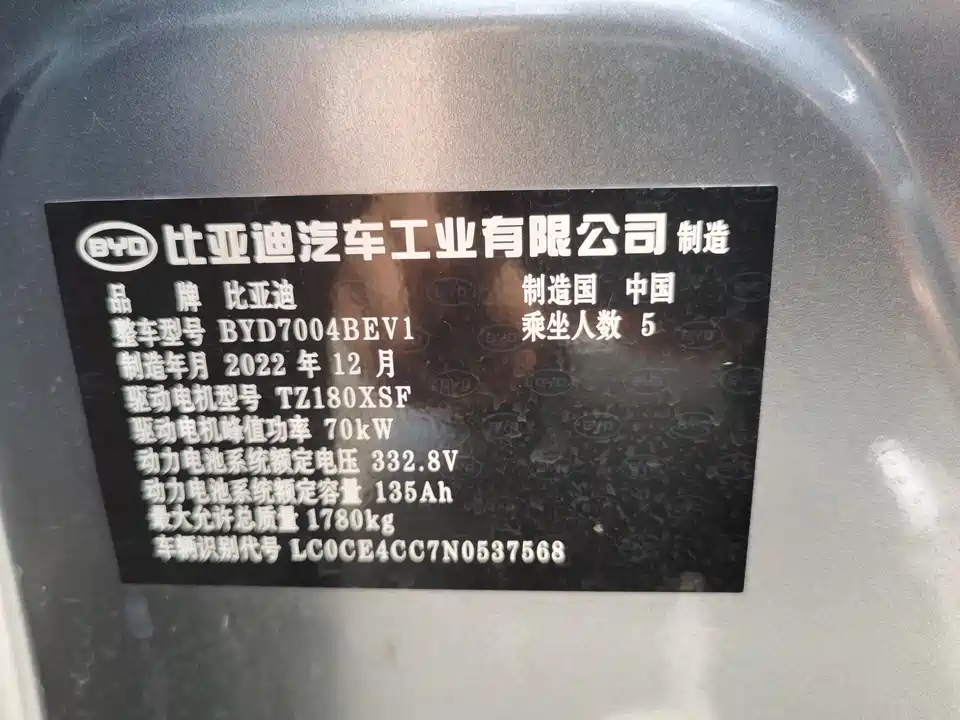 BYD 比亚迪汽车工业有限公司 制造
品 牌 比亚迪 制造国 中国
整车型号 BYD7004BEV1 乘坐人数 5
制造年月 2022 年 12 月
驱动电机型号 TZ180XSF
驱动电机峰值功率 70kW
动力电池系统额定电压 332.8V
动力电池系统额定容量 135Ah
最大允许总质量 1780kg
车辆识别代号 LC0CE4CC7N0537568